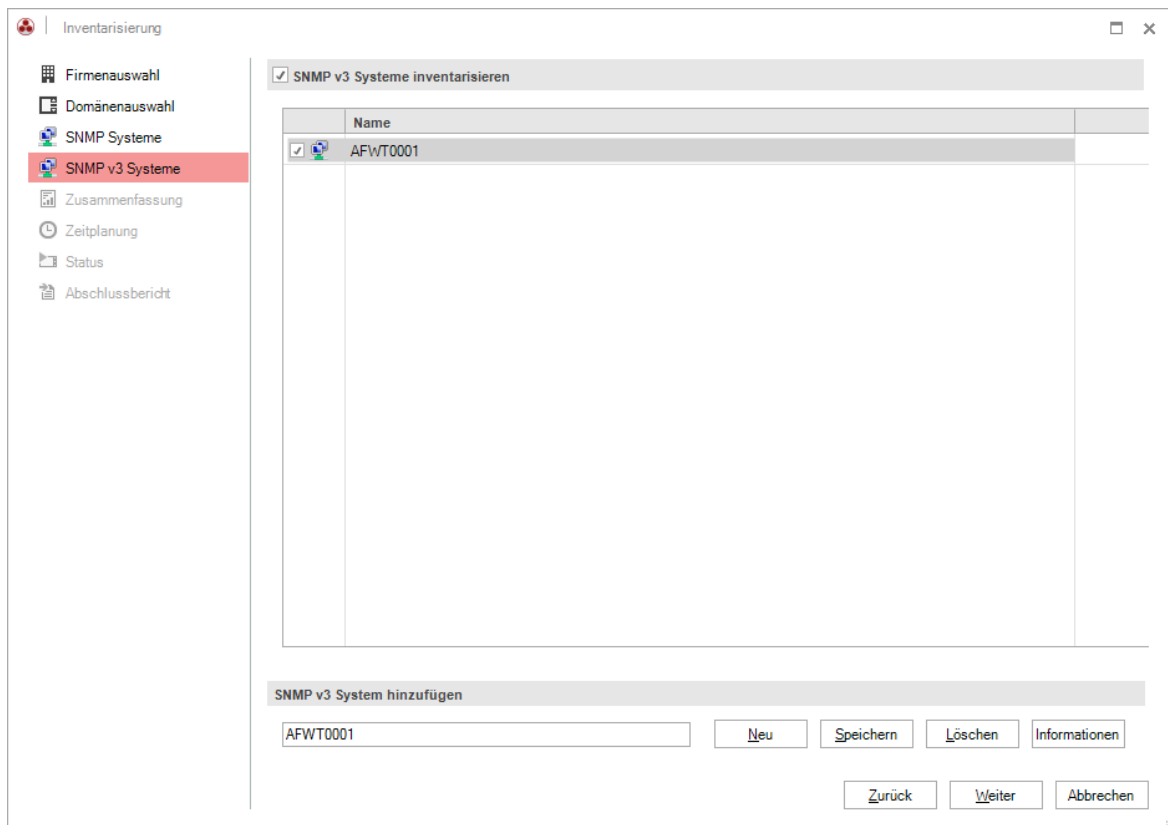 Inventarisierung
Firmenauswahl
Domänenauswahl
SNMP Systeme
SNMP v3 Systeme
Zusammenfassung
Zeitplanung
Status
Abschlussbericht
SNMP v3 Systeme inventarisieren
Name
AFWT0001
SNMP v3 System hinzufügen
AFWT0001
Neu
Speichern
Löschen
Informationen
Zurück
Weiter
Abbrechen